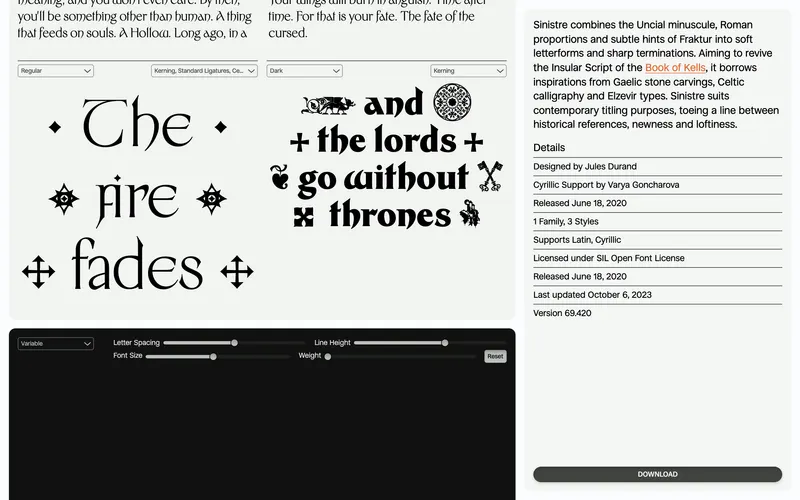 meaning, and you won't even care. By then,
you'll be something other than human. A thing
that feeds on souls. A Hollow. Long ago, in a
Your wings will burn in anguish. Time after
time. For that is your fate. The fate of the
cursed.
Regular
Kerning, Standard Ligatures, Ce...
Dark
Kerning
The
fire
fades
and
the lords
go without
thrones
Variable
Letter Spacing
Line Height
Font Size
Weight
Reset
Sinistre combines the Uncial minuscule, Roman
proportions and subtle hints of Fraktur into soft
letterforms and sharp terminations. Aiming to revive
the Insular Script of the Book of Kells, it borrows
inspirations from Gaelic stone carvings, Celtic
calligraphy and Elzevir types. Sinistre suits
contemporary titling purposes, toeing a line between
historical references, newness and loftiness.
Details
Designed by Jules Durand
Cyrillic Support by Varya Goncharova
Released June 18, 2020
1 Family, 3 Styles
Supports Latin, Cyrillic
Licensed under SIL Open Font License
Released June 18, 2020
Last updated October 6, 2023
Version 69.420
DOWNLOAD